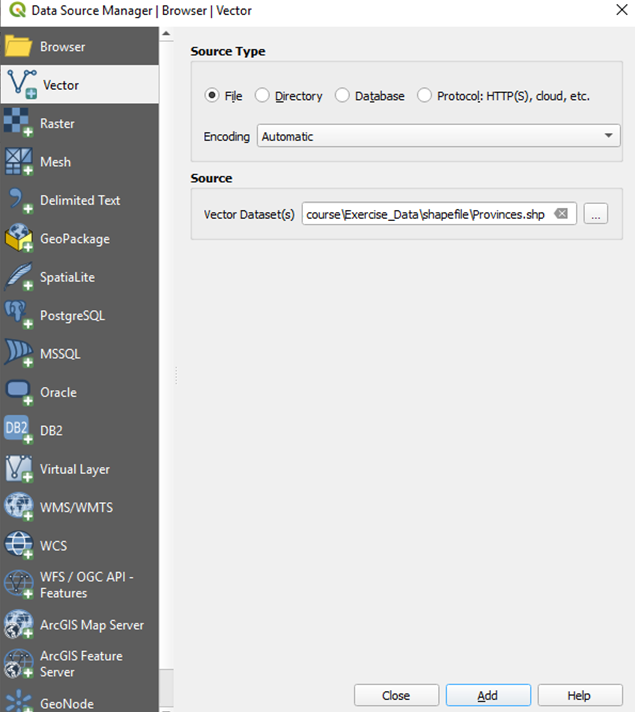 Data Source Manager | Browser | Vector
Browser
Vector
Raster
Mesh
Delimited Text
GeoPackage
SpatiaLite
PostgreSQL
MSSQL
Oracle
DB2
DB2
Virtual Layer
WMS/WMTS
WCS
WFS / OGC API -
Features
ArcGIS Map Server
ArcGIS Feature
Server
GeoNode
Source Type
File
Directory
Database
Protocol: HTTP(S), cloud, etc.
Encoding
Automatic
Source
Vector Dataset(s)
course\Exercise_Data\shapefile\Provinces.shp
...
Close
Add
Help